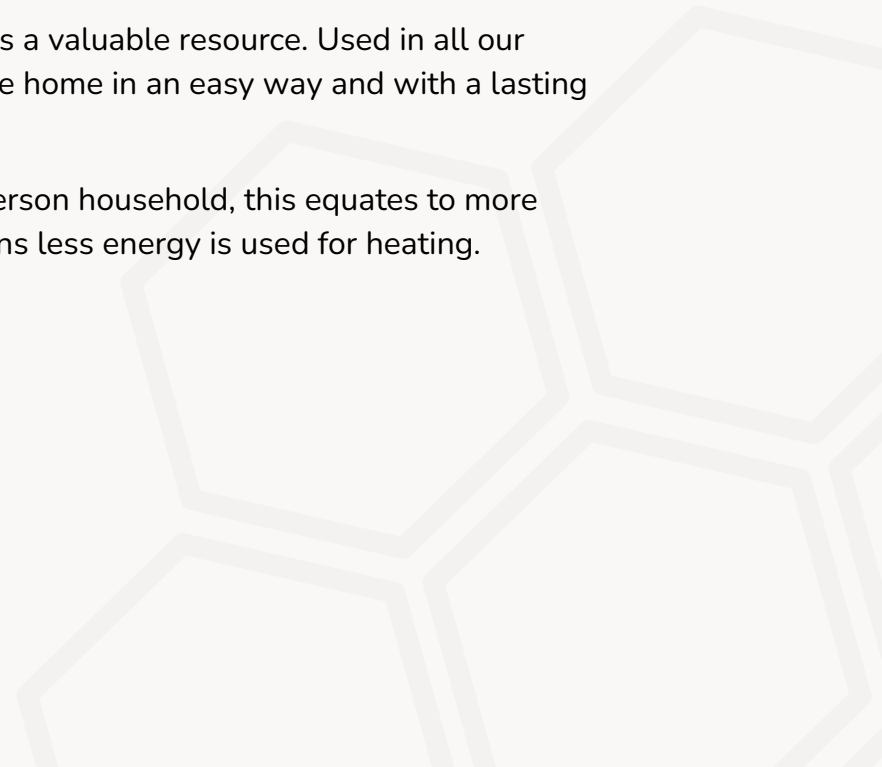 s a valuable resource. Used in all our
e home in an easy way and with a lasting
erson household, this equates to more
ns less energy is used for heating.